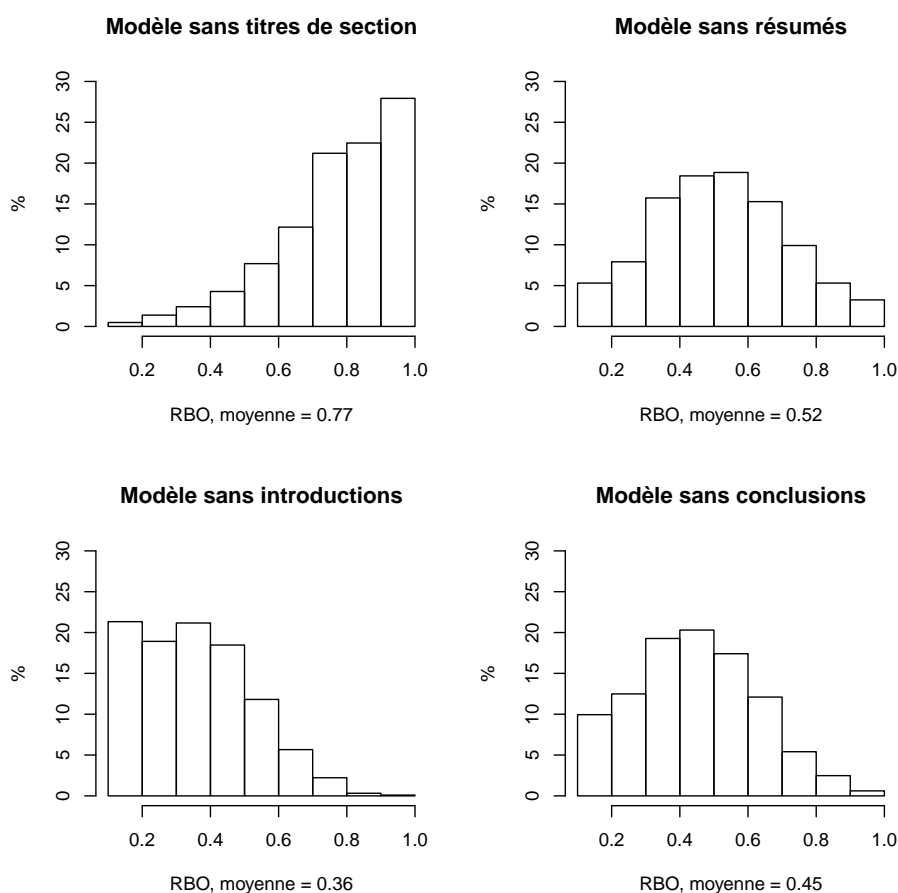 Modèle sans titres de section
%
0 5 10 15 20 25 30
0.2 0.4 0.6 0.8 1.0
RBO, moyenne = 0.77
Modèle sans résumés
%
0 5 10 15 20 25 30
0.2 0.4 0.6 0.8 1.0
RBO, moyenne = 0.52
Modèle sans introductions
%
0 5 10 15 20 25 30
0.2 0.4 0.6 0.8 1.0
RBO, moyenne = 0.36
Modèle sans conclusions
%
0 5 10 15 20 25 30
0.2 0.4 0.6 0.8 1.0
RBO, moyenne = 0.45